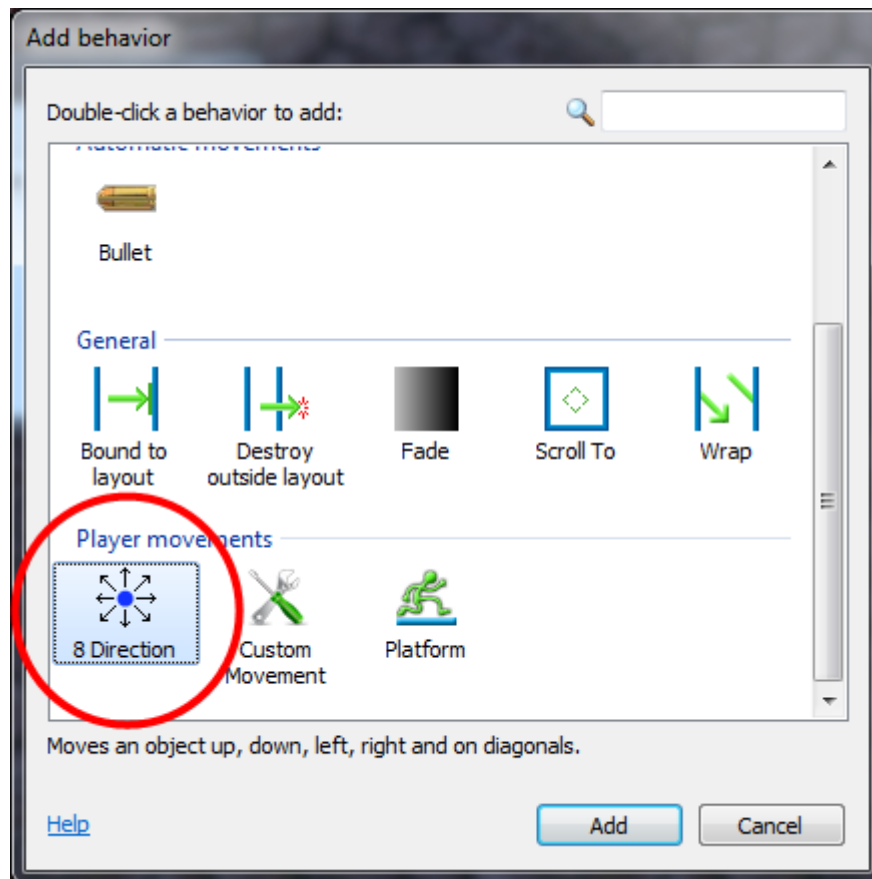 Add behavior
Double-click a behavior to add:
Automatic movements
Bullet
General
Bound to
layout
Destroy
outside layout
Fade
Scroll To
Wrap
Player movements
8 Direction
Custom
Movement
Platform
Moves an object up, down, left, right and on diagonals.
Help
Add
Cancel